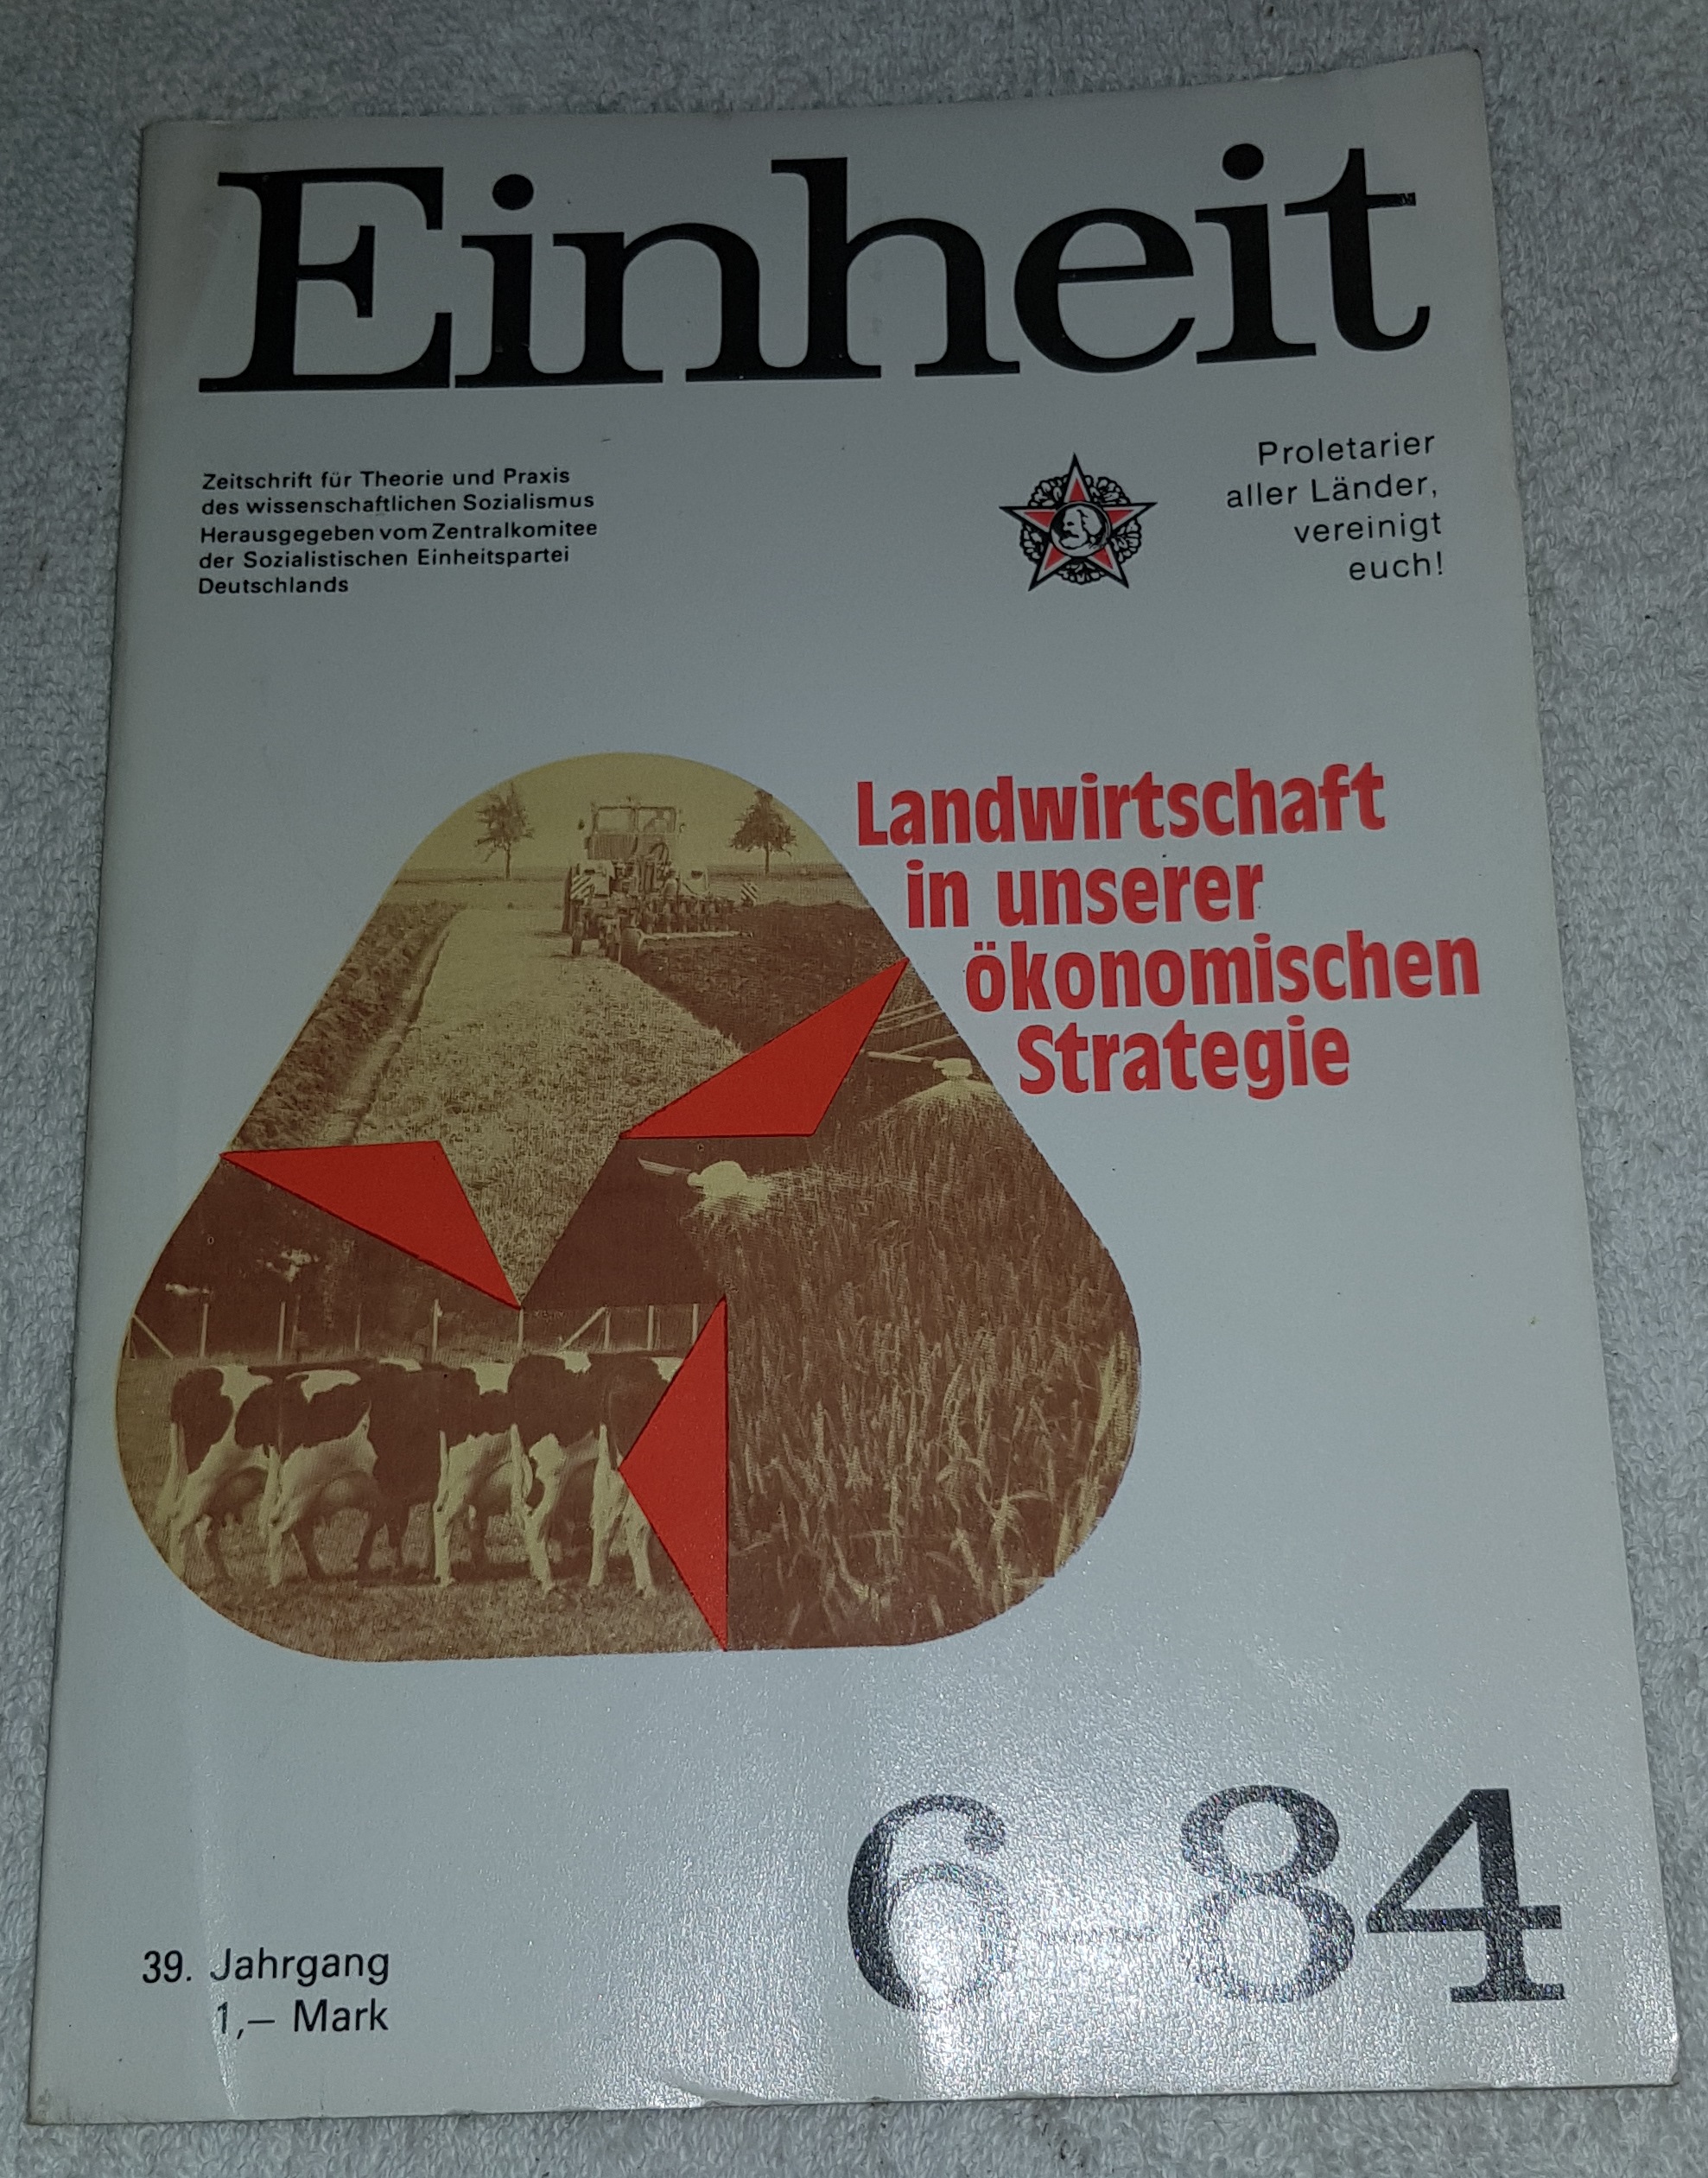 Einheit
Zeitschrift für Theorie und Praxis
des wissenschaftlichen Sozialismus
Herausgegeben vom Zentralkomitee
der Sozialistischen Einheitspartei
Deutschlands
Proletarier
aller Länder,
vereinigt
euch!
Landwirtschaft
in unserer
ökonomischen
Strategie
6–84
39. Jahrgang
1,– Mark